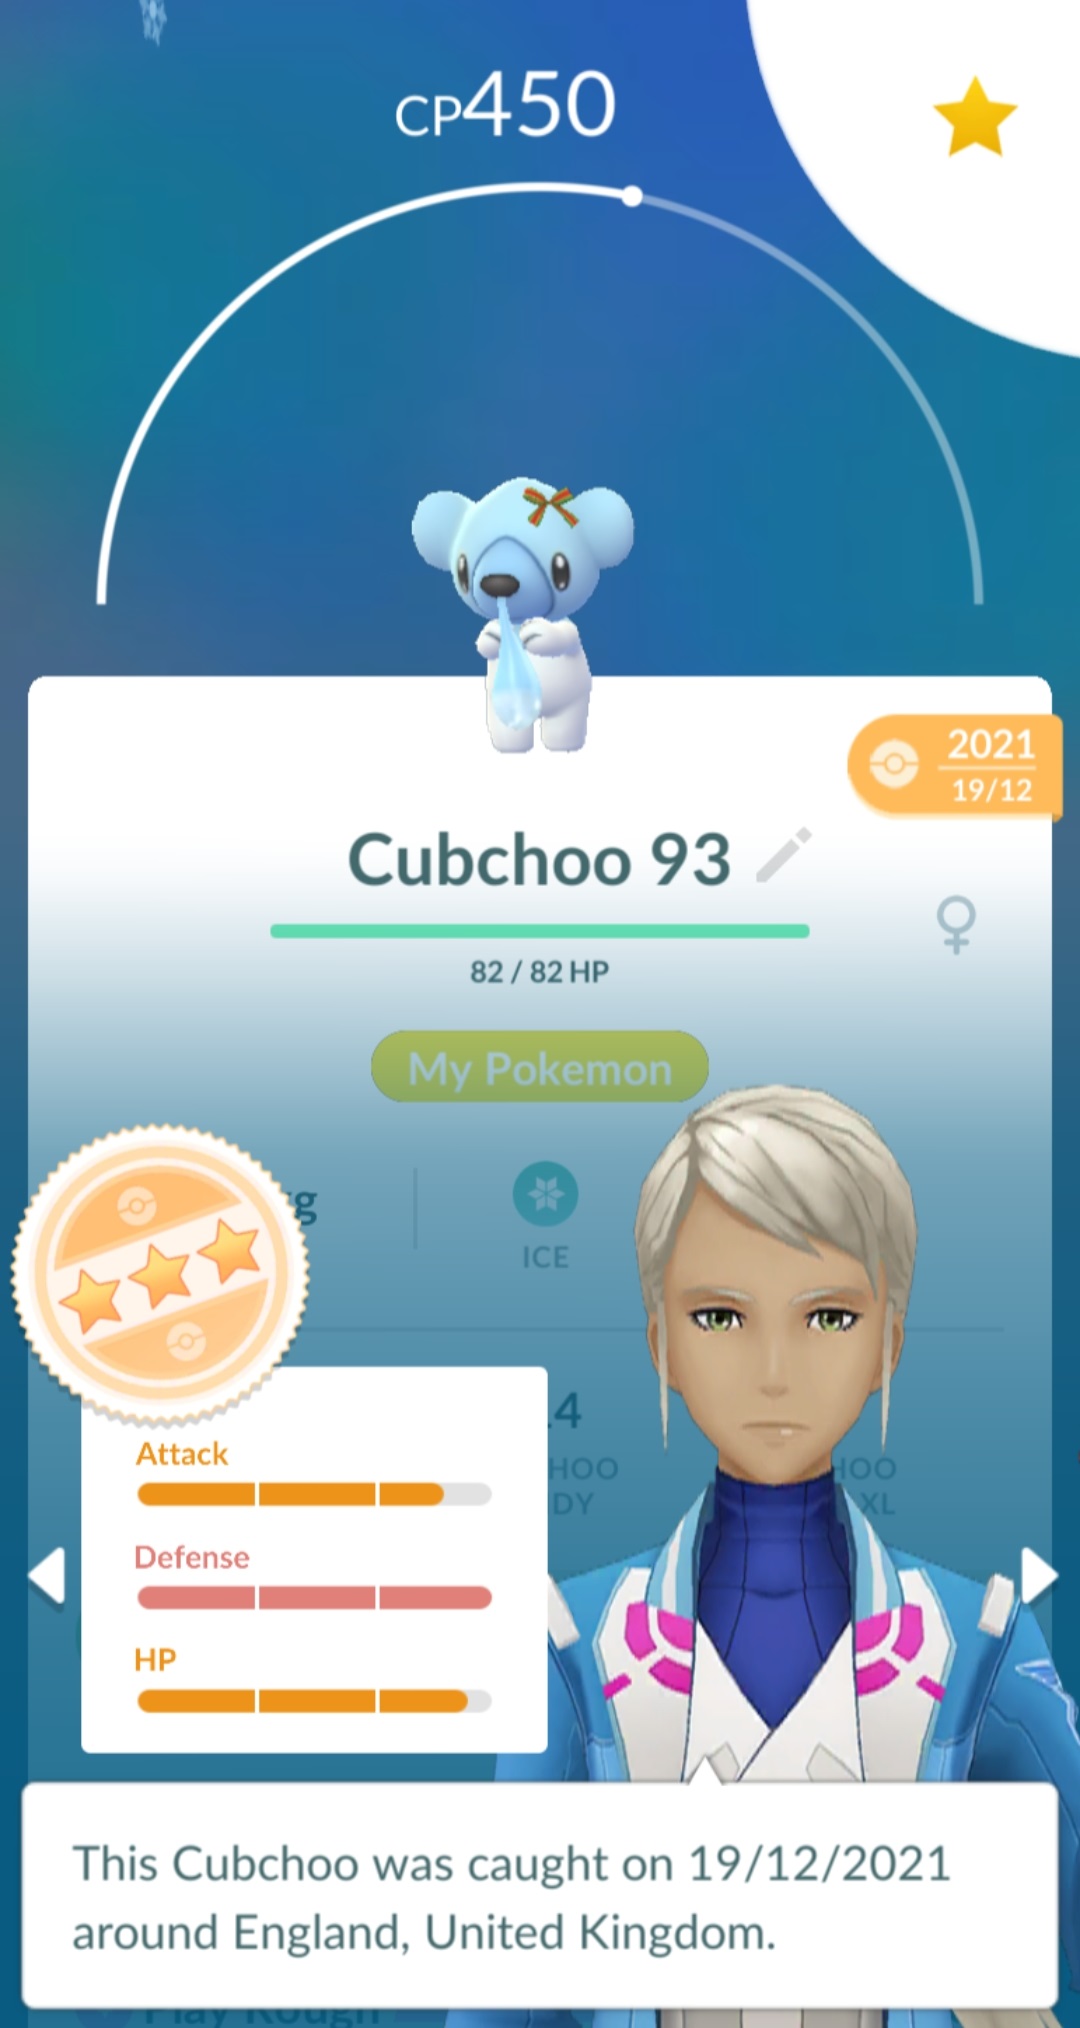 CP450
2021
19/12
Cubchoo 93
82 / 82 HP
My Pokemon
ICE
Attack
Defense
HP
This Cubchoo was caught on 19/12/2021
around England, United Kingdom.